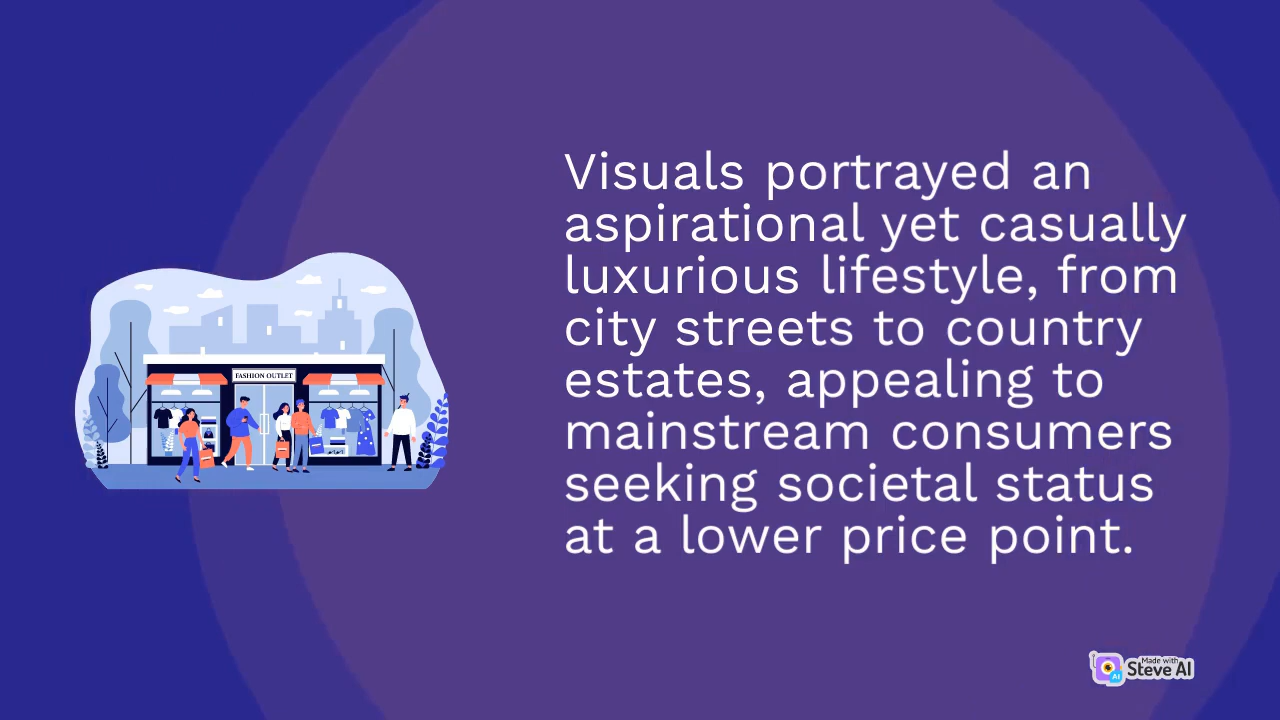 Visuals portrayed an
aspirational yet casually
luxurious lifestyle, from
city streets to country
estates, appealing to
mainstream consumers
seeking societal status
at a lower price point.
FASHION OUTLET
Made with
Steve AI
AI